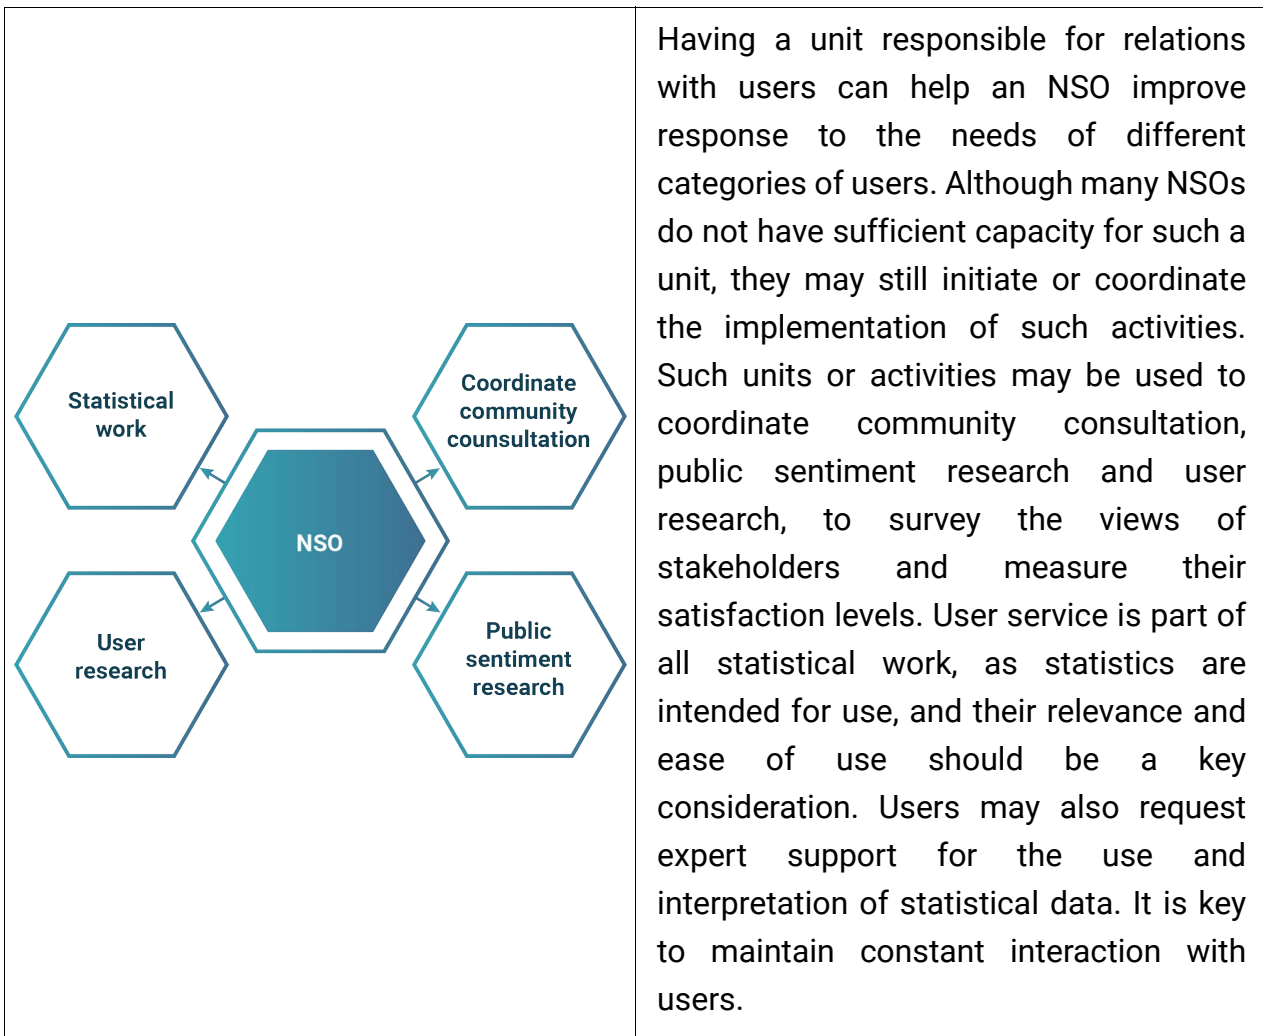 Statistical
work
Coordinate
community
counsultation
NSO
User
research
Public
sentiment
research
Having a unit responsible for relations
with users can help an NSO improve
response to the needs of different
categories of users. Although many NSOs
do not have sufficient capacity for such a
unit, they may still initiate or coordinate
the implementation of such activities.
Such units or activities may be used to
coordinate community consultation,
public sentiment research and user
research, to survey the views of
stakeholders and measure their
satisfaction levels. User service is part of
all statistical work, as statistics are
intended for use, and their relevance and
ease of use should be a key
consideration. Users may also request
expert support for the use and
interpretation of statistical data. It is key
to maintain constant interaction with
users.